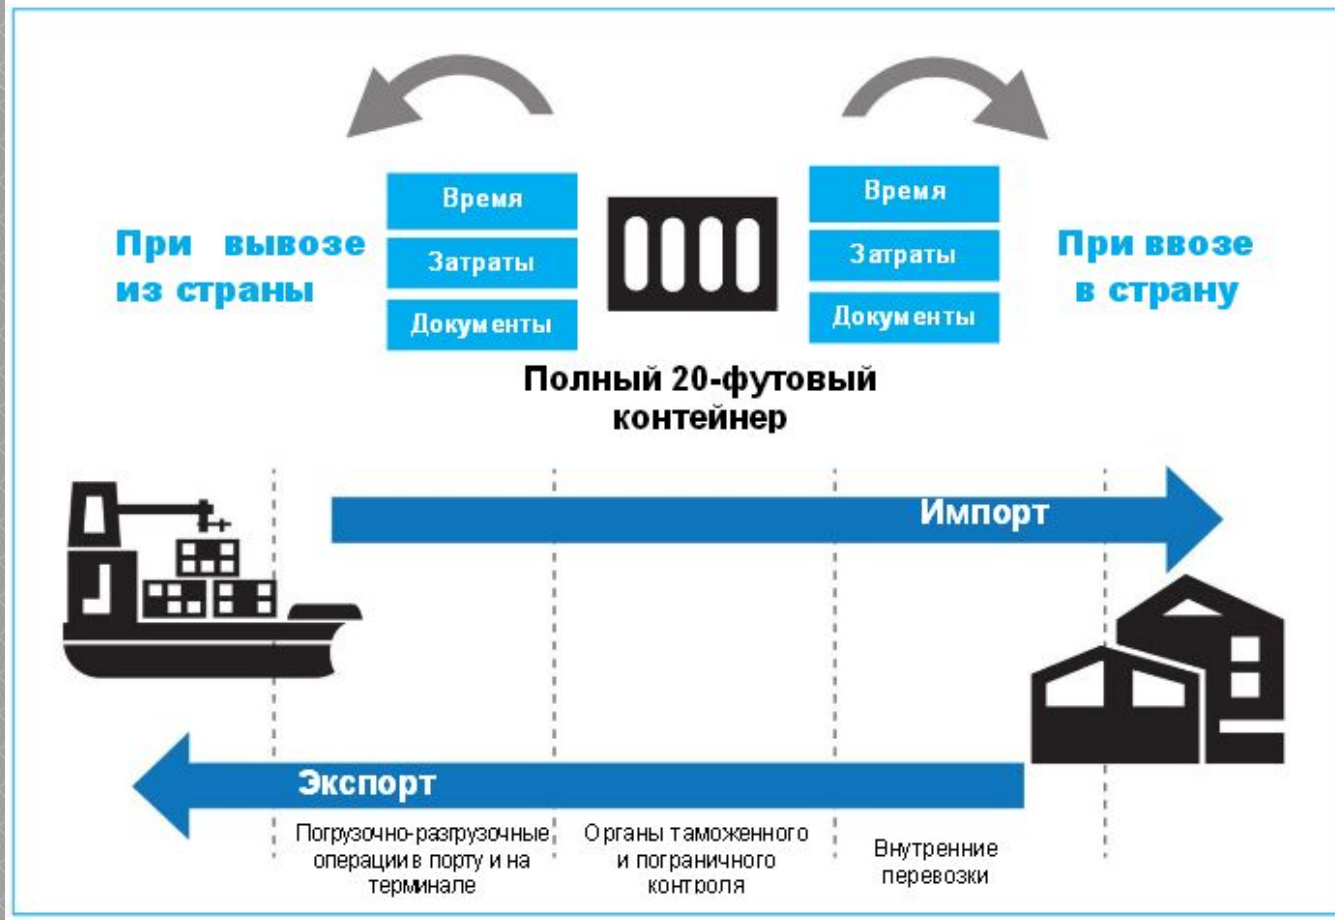 Время
Затраты
Документы
Время
Затраты
Документы
При вывозе
из страны
При ввозе
в страну
Полный 20-футовый
контейнер
Импорт
Экспорт
Погрузочно-разгрузочные
операции в порту и на
терминале
Органы таможенного
и пограничного
контроля
Внутренние
перевозки